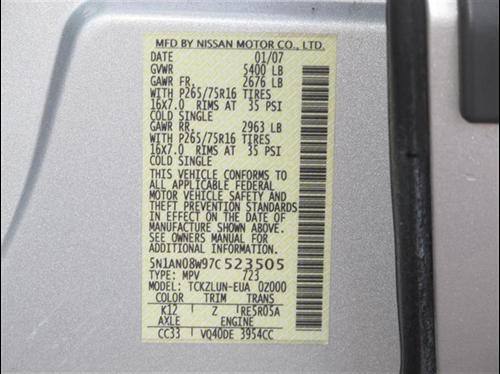 MFD BY NISSAN MOTOR CO., LTD.
DATE 01/07
GVWR 5400 LB
GAWR FR. 2676 LB
WITH P265/75R16 TIRES
16X7.0 RIMS AT 35 PSI
COLD SINGLE
GAWR RR. 2963 LB
WITH P265/75R16 TIRES
16X7.0 RIMS AT 35 PSI
COLD SINGLE
THIS VEHICLE CONFORMS TO
ALL APPLICABLE FEDERAL
MOTOR VEHICLE SAFETY AND
THEFT PREVENTION STANDARDS
IN EFFECT ON THE DATE OF
MANUFACTURE SHOWN ABOVE.
SEE OWNERS MANUAL FOR
ADDITIONAL INFORMATION.
5N1AN08W97C523505
TYPE: MPV 723
MODEL: TCKZLUN-EUA 0Z000
COLOR TRIM TRANS
K12 Z RE5R05A
AXLE ENGINE
CC33 VQ40DE 3954CC